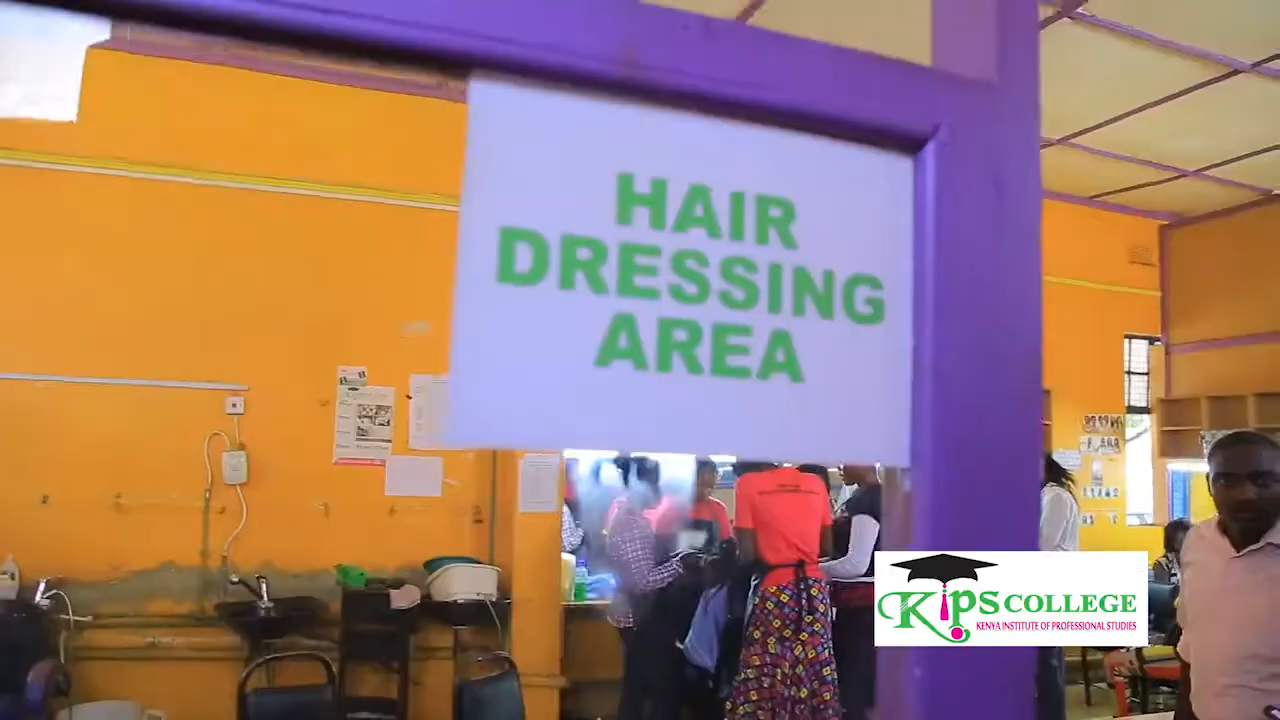 HAIR
DRESSING
AREA
KIPS COLLEGE
KENYA INSTITUTE OF PROFESSIONAL STUDIES